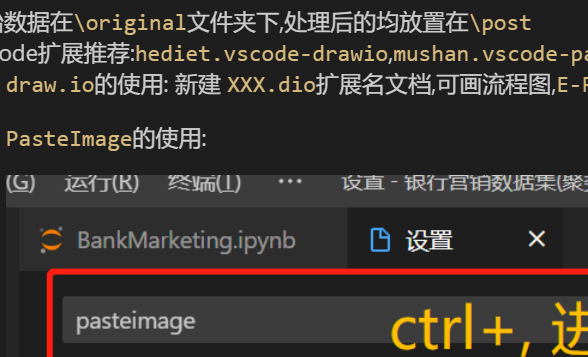 数据在\original文件夹下,处理后的均放置在\post
ode扩展推荐:hediet.vscode-drawio,mushan.vscode-pa
draw.io的使用: 新建 XXX.dio扩展名文档,可画流程图,E-
PasteImage的使用:
(G) 运行(R) 终端(T) ··· 设置 - 银行营销数据集(聚
BankMarketing.ipynb 设置 ×
pasteimage
ctrl+, 进